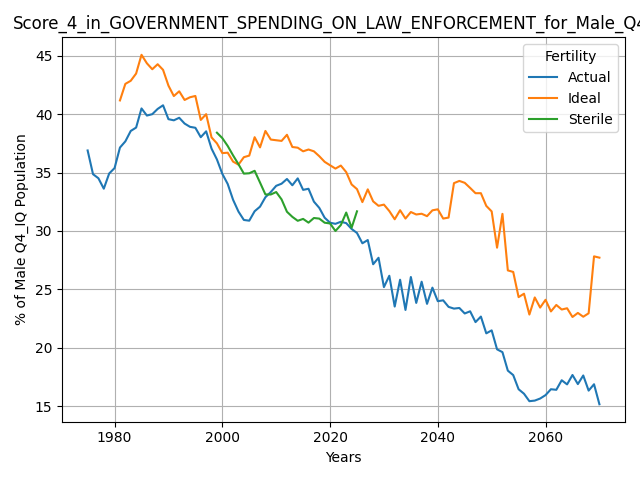 Score_4_in_GOVERNMENT_SPENDING_ON_LAW_ENFORCEMENT_for_Male_Q4
Fertility
Actual
Ideal
Sterile
% of Male Q4_IQ Population
45
40
35
30
25
20
15
1980
2000
2020
2040
2060
Years